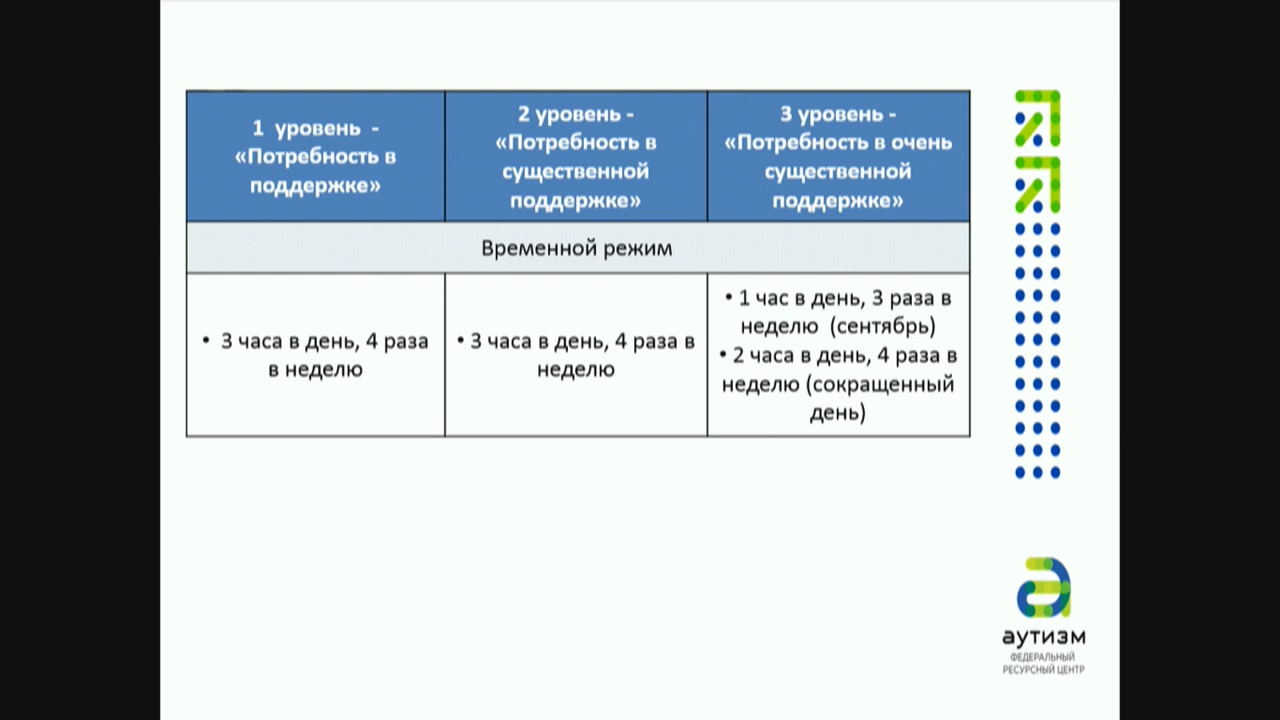 1 уровень -
«Потребность в
поддержке»
2 уровень -
«Потребность в
существенной
поддержке»
3 уровень -
«Потребность в очень
существенной
поддержке»
Временной режим
• 3 часа в день, 4 раза
в неделю
• 3 часа в день, 4 раза в
неделю
• 1 час в день, 3 раза в
неделю (сентябрь)
• 2 часа в день, 4 раза в
неделю (сокращенный
день)
аутизм
ФЕДЕРАЛЬНЫЙ
РЕСУРСНЫЙ ЦЕНТР